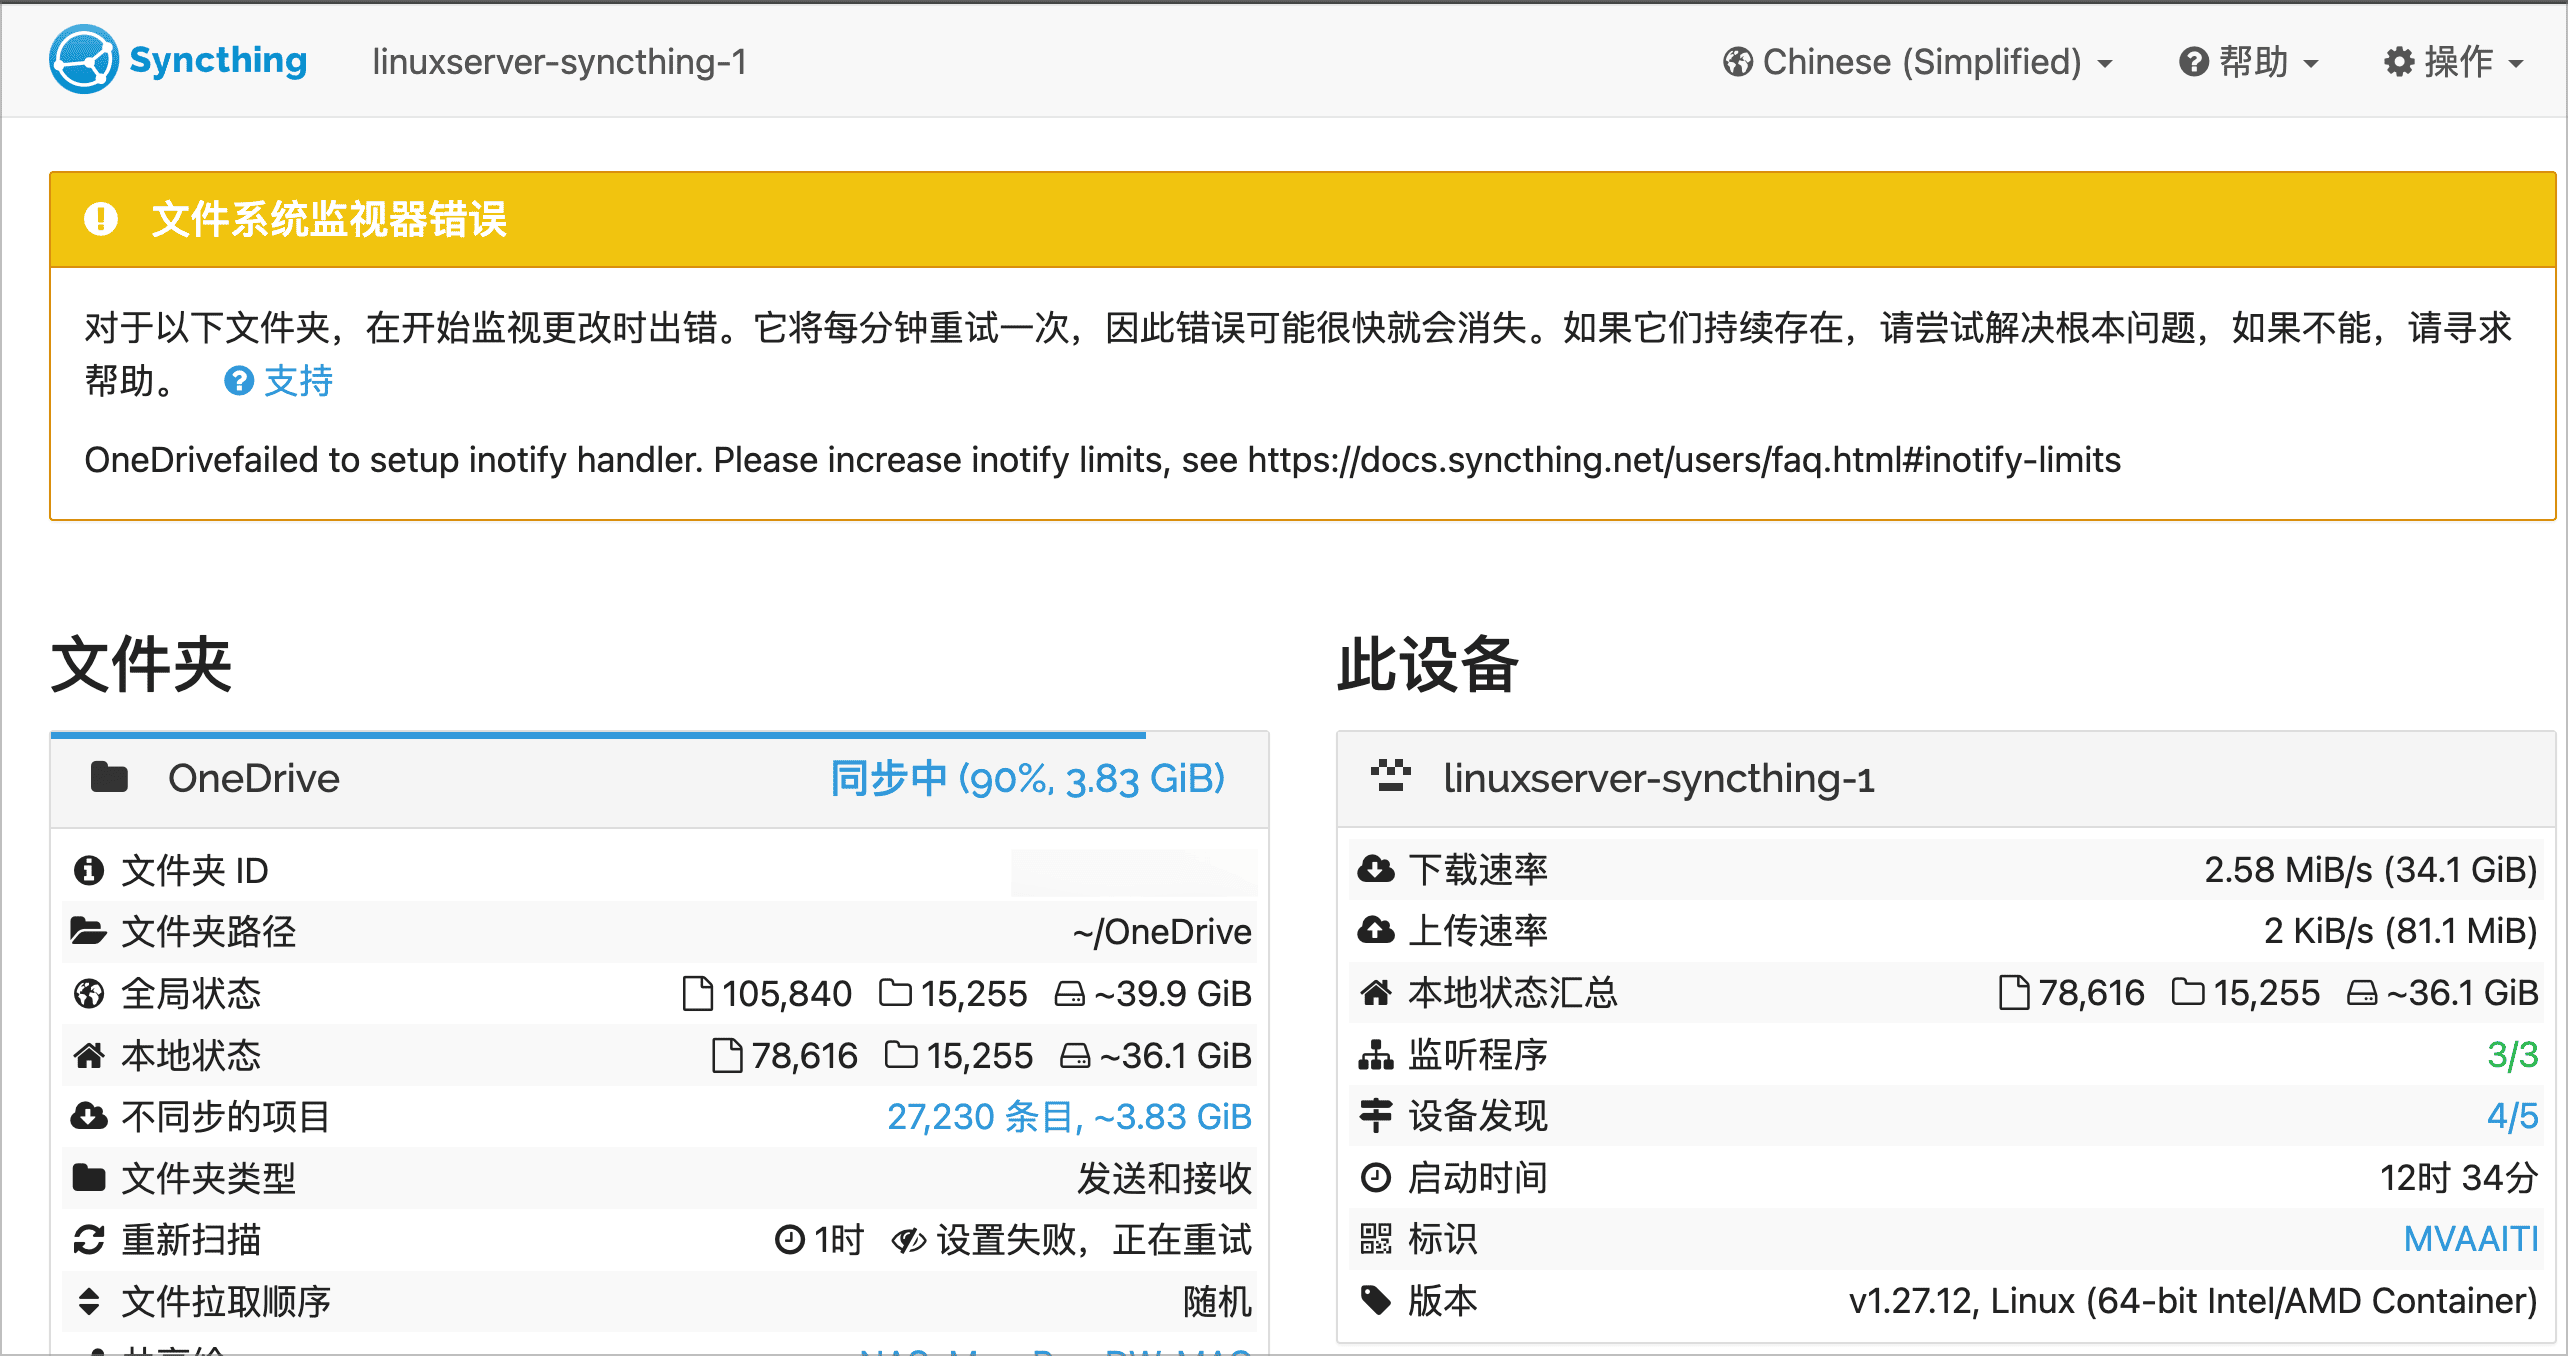 Syncthing linuxserver-syncthing-1 Chinese (Simplified) 帮助 操作
文件系统监视器错误
对于以下文件夹，在开始监视更改时出错。它将每分钟重试一次，因此错误可能很快就会消失。如果它们持续存在，请尝试解决根本问题，如果不能，请寻求
帮助。 支持
OneDrivefailed to setup inotify handler. Please increase inotify limits, see https://docs.syncthing.net/users/faq.html#inotify-limits
文件夹
OneDrive 同步中 (90%, 3.83 GiB)
文件夹 ID
文件夹路径 ~/OneDrive
全局状态 105,840 15,255 ~39.9 GiB
本地状态 78,616 15,255 ~36.1 GiB
不同步的项目 27,230 条目, ~3.83 GiB
文件夹类型 发送和接收
重新扫描 1时 设置失败，正在重试
文件拉取顺序 随机
此设备
linuxserver-syncthing-1
下载速率 2.58 MiB/s (34.1 GiB)
上传速率 2 KiB/s (81.1 MiB)
本地状态汇总 78,616 15,255 ~36.1 GiB
监听程序 3/3
设备发现 4/5
启动时间 12时 34分
标识 MVAAITI
版本 v1.27.12, Linux (64-bit Intel/AMD Container)